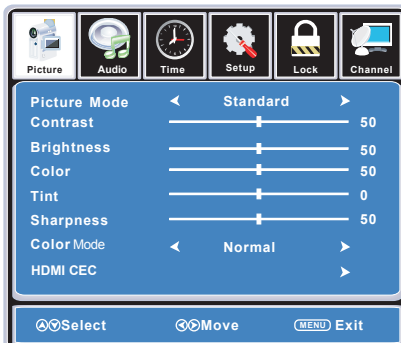 Picture Audio Time Setup Lock Channel
Picture Mode Standard
Contrast 50
Brightness 50
Color 50
Tint 0
Sharpness 50
Color Mode Normal
HDMI CEC
Select Move MENU Exit